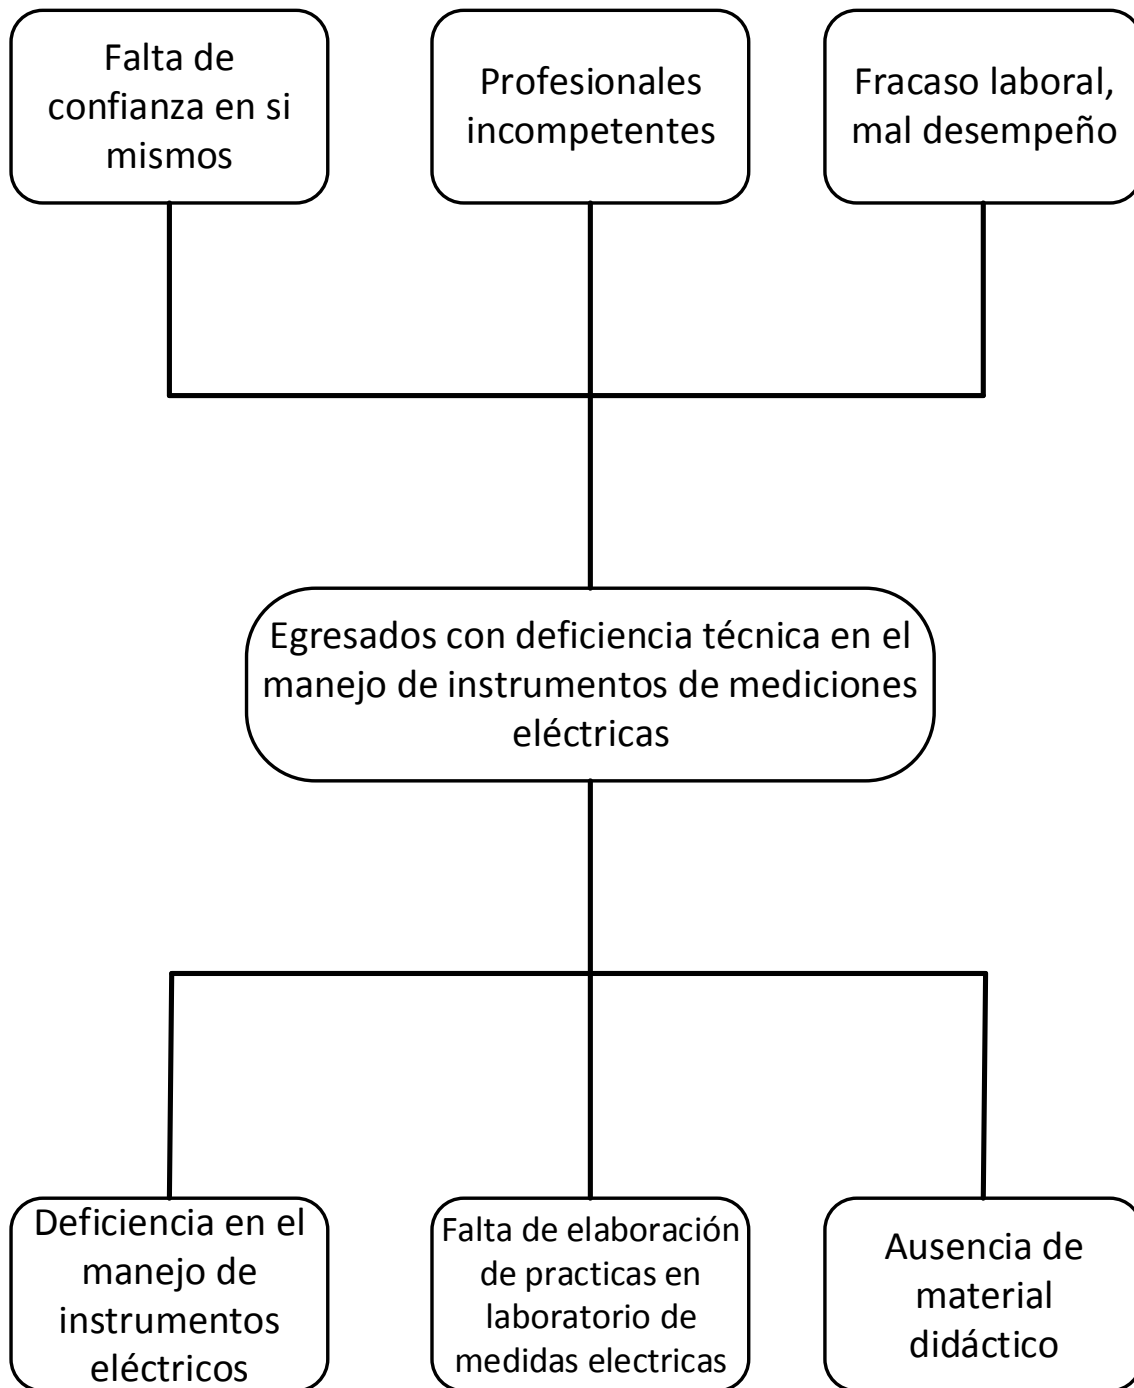 Falta de
confianza en si
mismos
Profesionales
incompetentes
Fracaso laboral,
mal desempeño
Egresados con deficiencia técnica en el
manejo de instrumentos de mediciones
eléctricas
Deficiencia en el
manejo de
instrumentos
eléctricos
Falta de elaboración
de practicas en
laboratorio de
medidas electricas
Ausencia de
material
didáctico